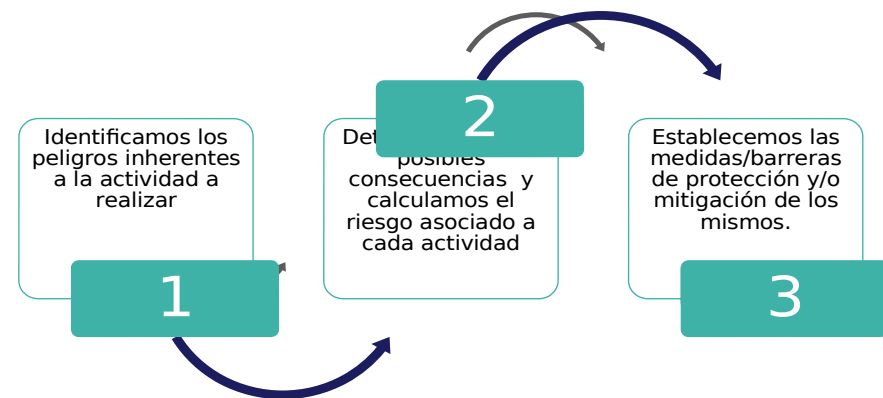 Identificamos los
peligros inherentes
a la actividad a
realizar
1
2
posibles
consecuencias y
calculamos el
riesgo asociado a
cada actividad
Establecemos las
medidas/barreras
de protección y/o
mitigación de los
mismos.
3